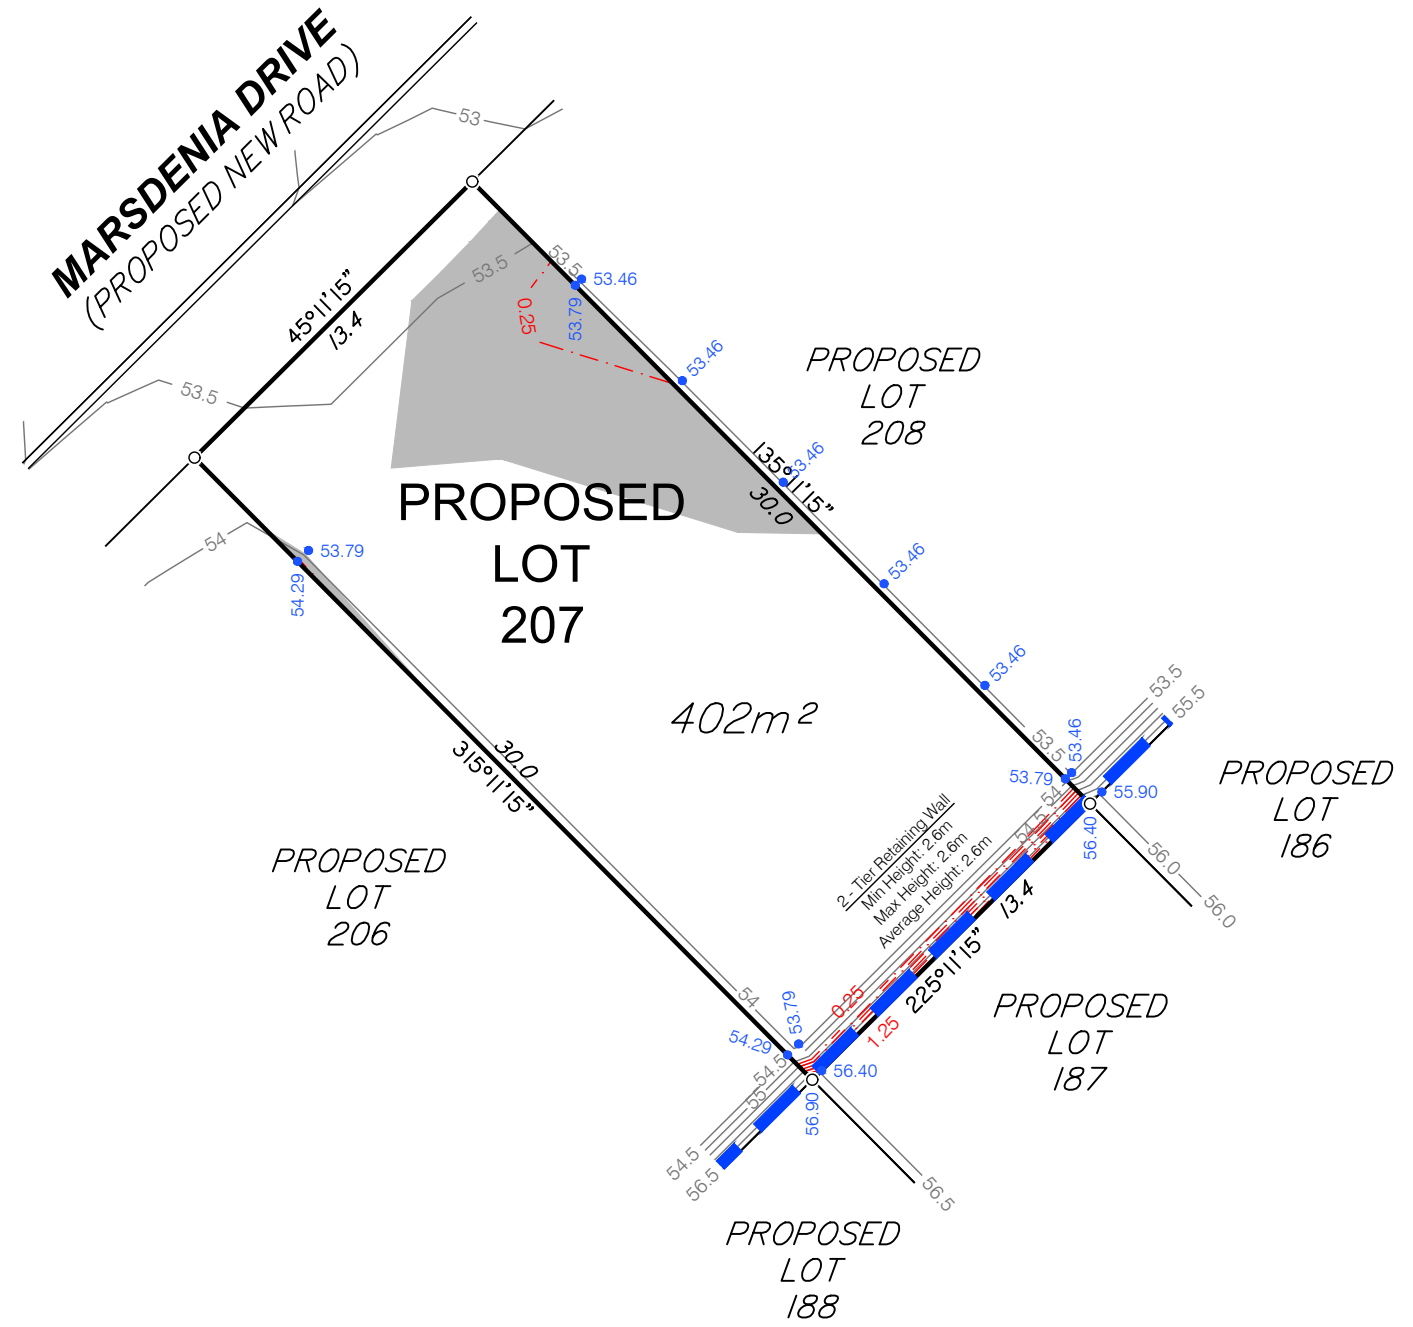 MARSDENIA DRIVE
(PROPOSED NEW ROAD)
53
45°11'15"
13.4
53.5
53.5
53.5
0.25
53.79
53.46
53.46
53.46
135°11'15"
30.0
53.46
53.46
53.5
53.46
53.79
PROPOSED
LOT
208
PROPOSED
LOT
207
402m²
54
53.79
54.29
30.0
315°11'15"
PROPOSED
LOT
206
53.5
55.5
55.90
56.40
54
54.5
56.0
56.0
PROPOSED
LOT
186
2 - Tier Retaining Wall
Min Height: 2.6m
Max Height: 2.6m
Average Height: 2.6m
13.4
225°11'15"
0.25
1.25
PROPOSED
LOT
187
54
53.79
54.29
54.5
55
56.40
56.90
54.5
56.5
56.5
PROPOSED
LOT
188